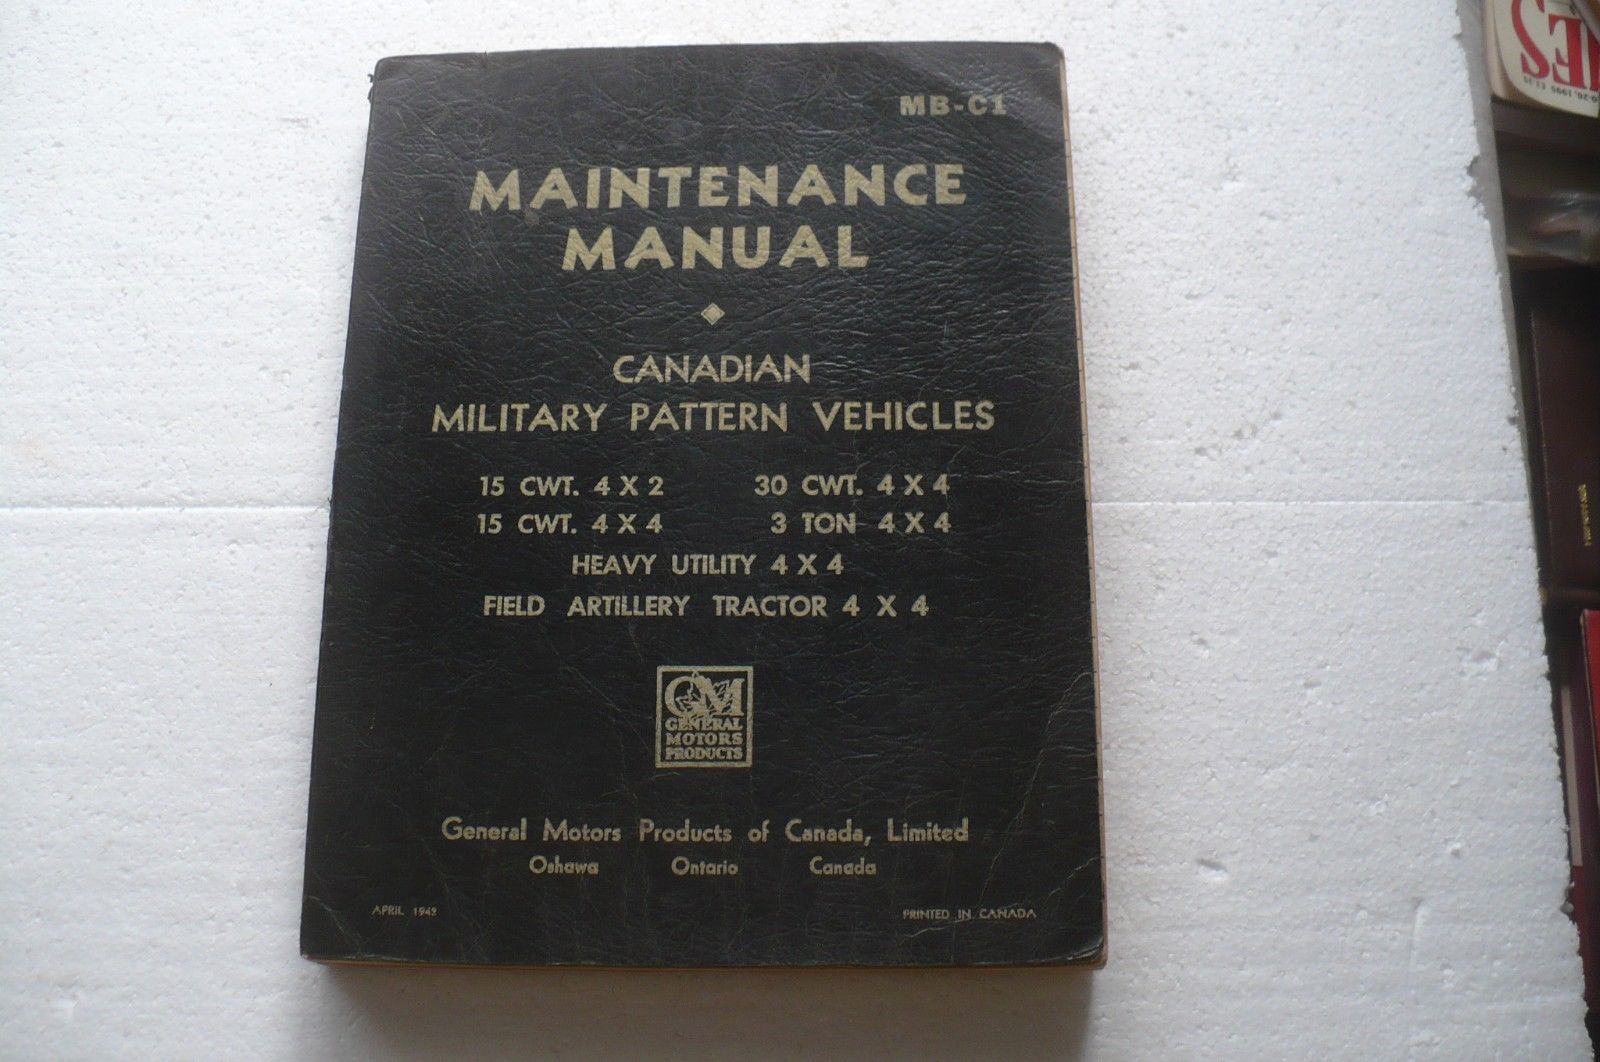 MB-C1
MAINTENANCE
MANUAL
CANADIAN
MILITARY PATTERN VEHICLES
15 CWT. 4 X 2 30 CWT. 4 X 4
15 CWT. 4 X 4 3 TON 4 X 4
HEAVY UTILITY 4 X 4
FIELD ARTILLERY TRACTOR 4 X 4
GM
GENERAL
MOTORS
PRODUCTS
General Motors Products of Canada, Limited
Oshawa Ontario Canada
APRIL 1942 PRINTED IN CANADA